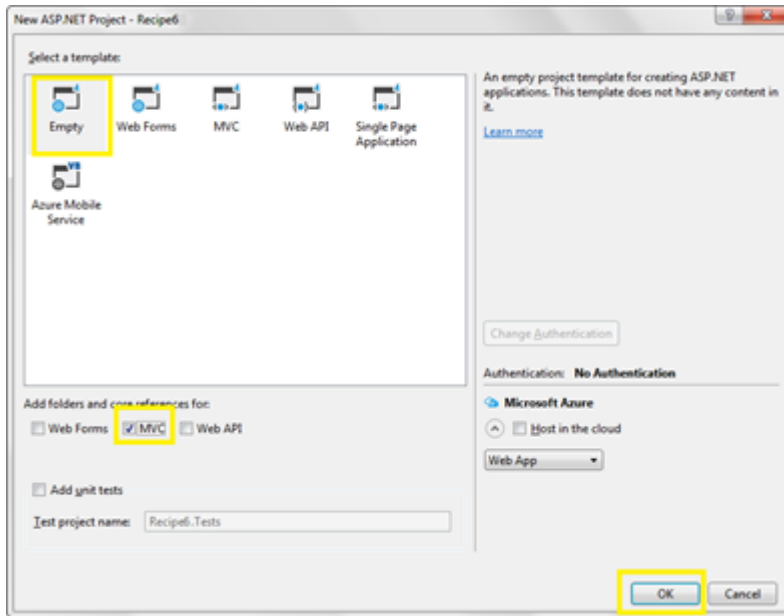 New ASP.NET Project - Recipe6
Select a template:
Empty
Web Forms
MVC
Web API
Single Page
Application
Azure Mobile
Service
An empty project template for creating ASP.NET
applications. This template does not have any content in
it.
Learn more
Change Authentication
Authentication: No Authentication
Microsoft Azure
Host in the cloud
Web App
Add folders and core references for:
Web Forms
MVC
Web API
Add unit tests
Test project name: Recipe6.Tests
OK
Cancel